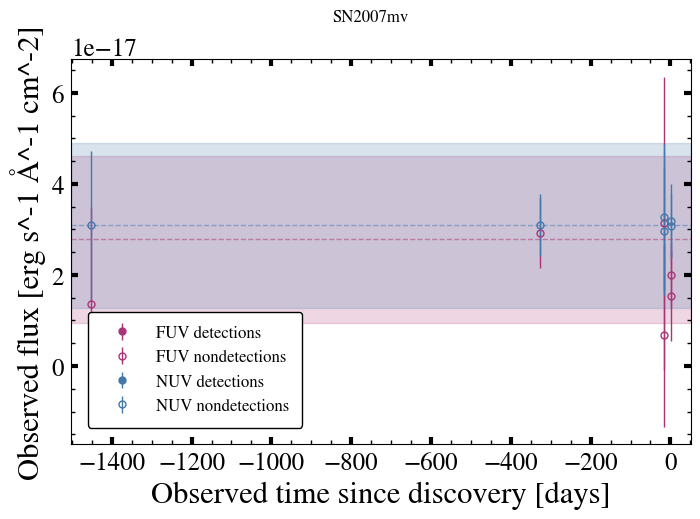 SN2007mv
1e−17
Observed flux [erg s^-1 Å^-1 cm^-2]
6
4
2
0
FUV detections
FUV nondetections
NUV detections
NUV nondetections
−1400 −1200 −1000 −800 −600 −400 −200 0
Observed time since discovery [days]